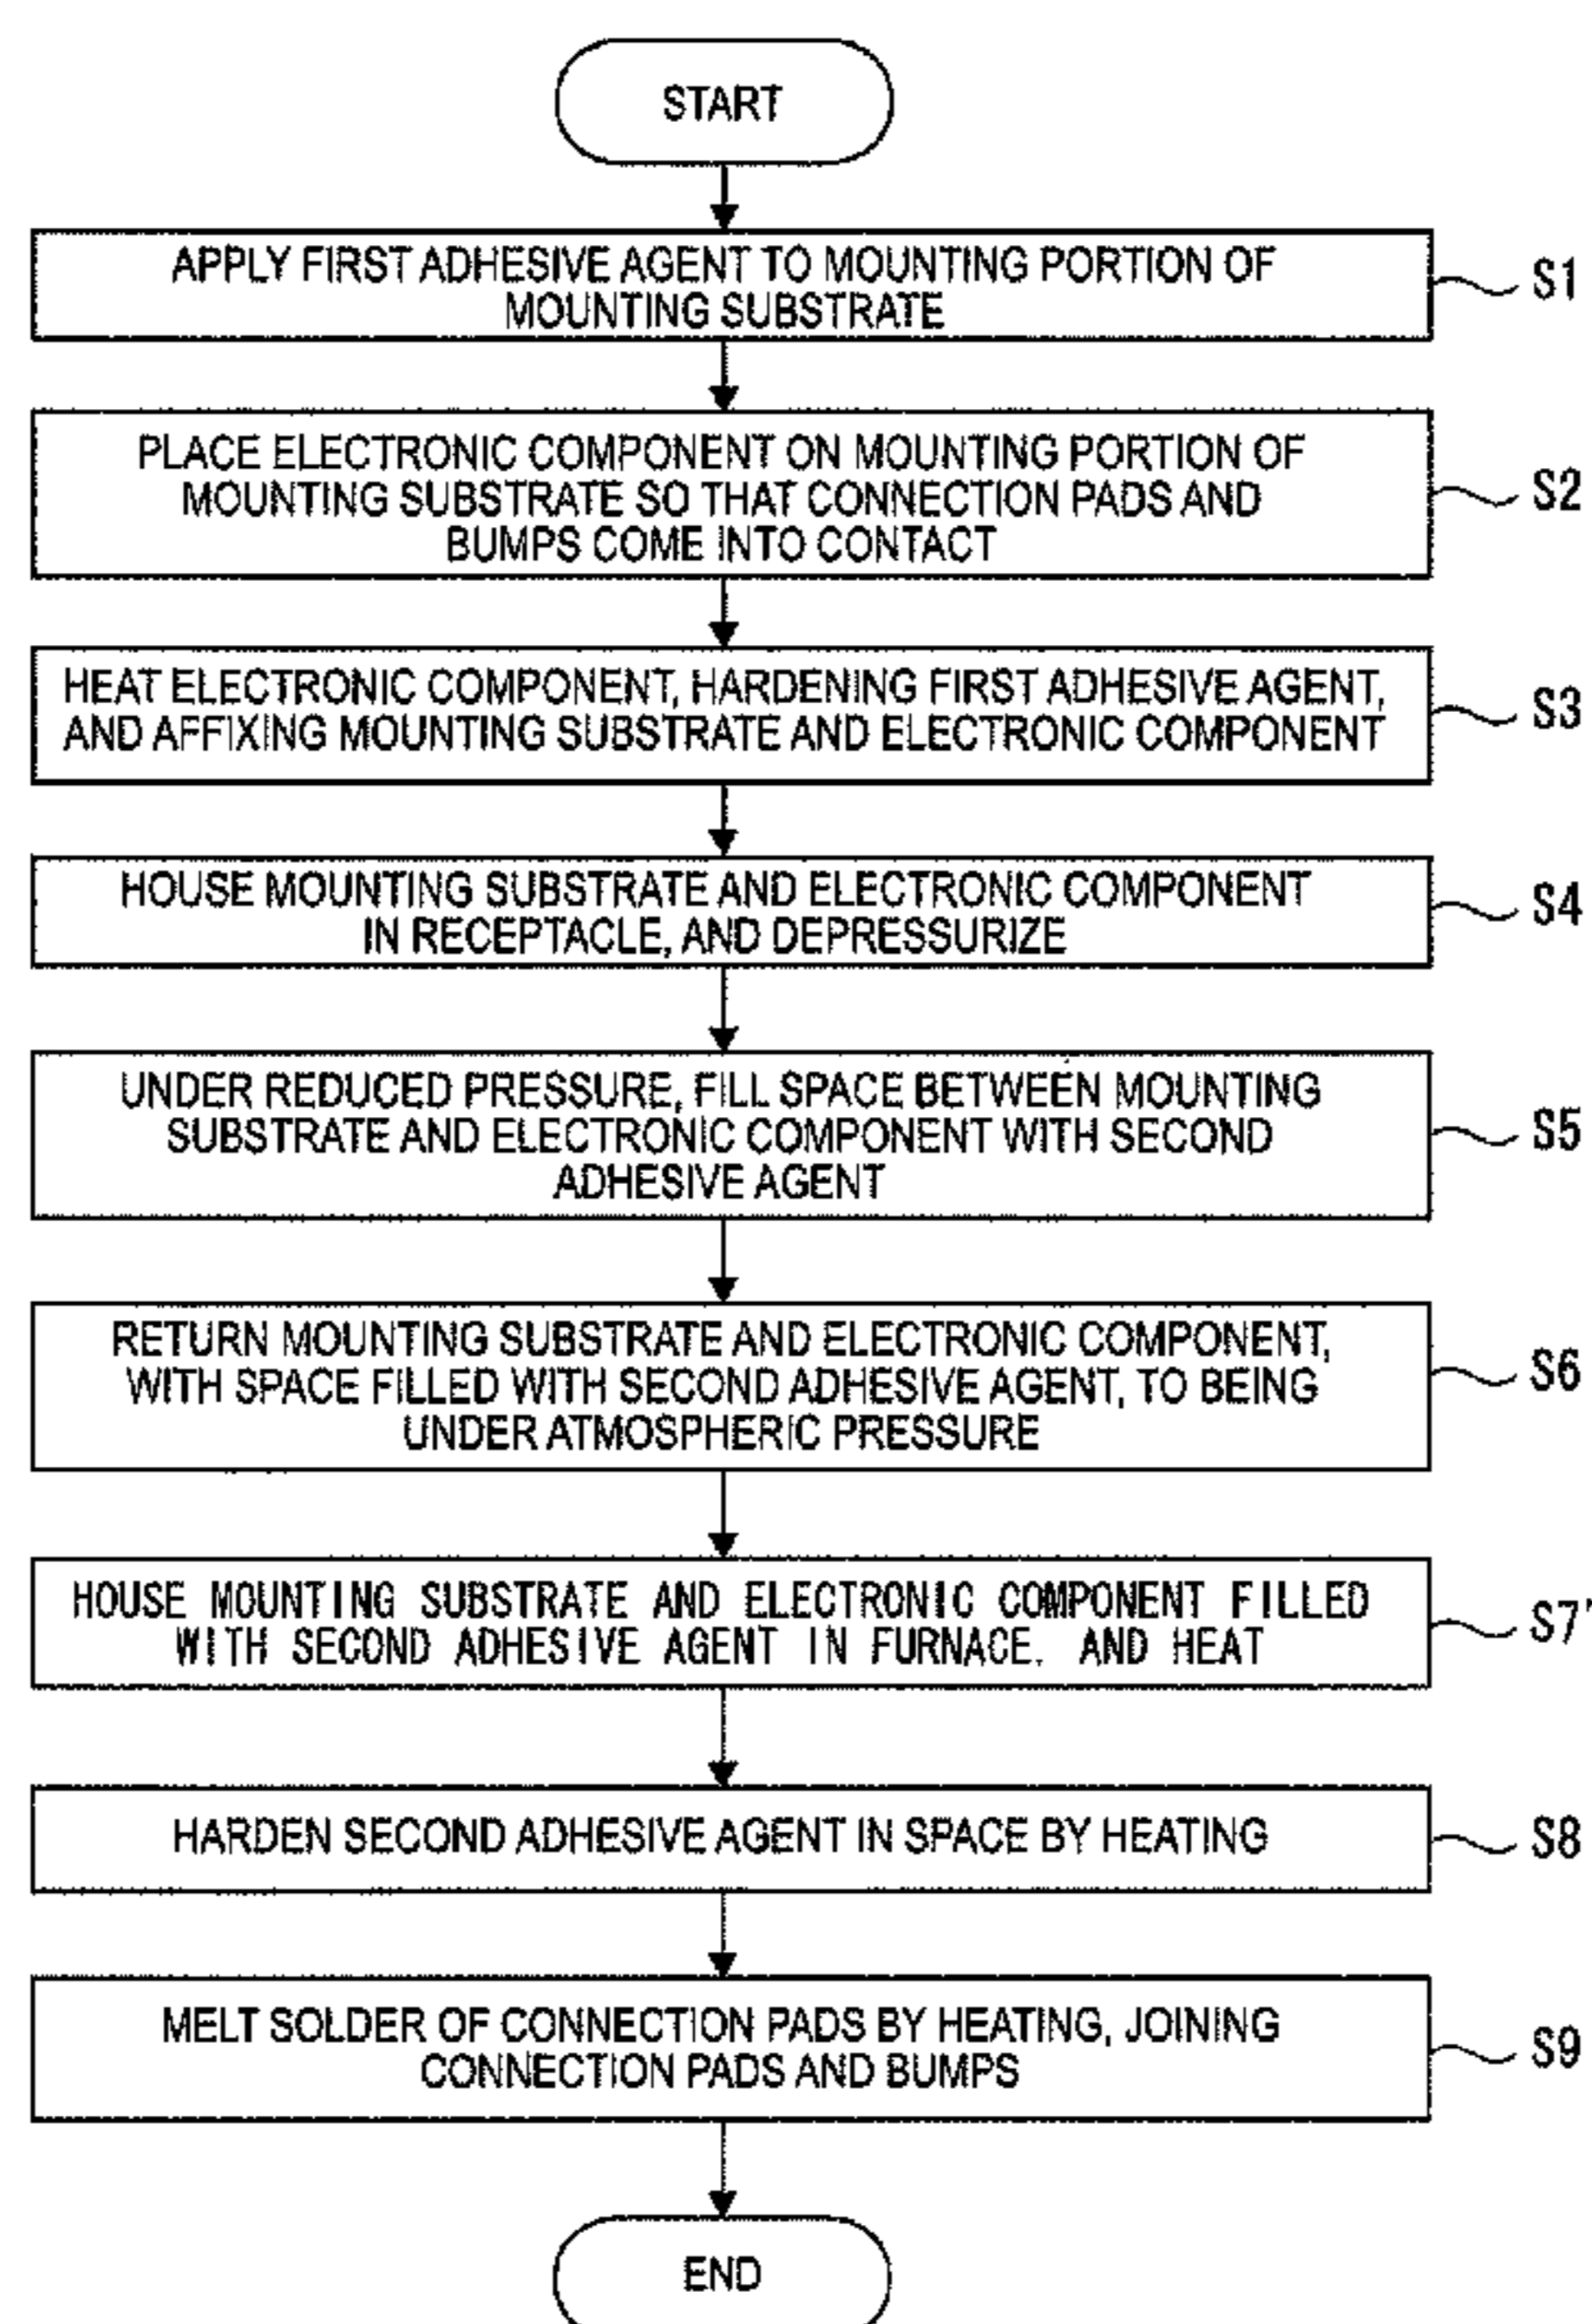 START
APPLY FIRST ADHESIVE AGENT TO MOUNTING PORTION OF
MOUNTING SUBSTRATE
S1
PLACE ELECTRONIC COMPONENT ON MOUNTING PORTION OF
MOUNTING SUBSTRATE SO THAT CONNECTION PADS AND
BUMPS COME INTO CONTACT
S2
HEAT ELECTRONIC COMPONENT, HARDENING FIRST ADHESIVE AGENT,
AND AFFIXING MOUNTING SUBSTRATE AND ELECTRONIC COMPONENT
S3
HOUSE MOUNTING SUBSTRATE AND ELECTRONIC COMPONENT
IN RECEPTACLE, AND DEPRESSURIZE
S4
UNDER REDUCED PRESSURE, FILL SPACE BETWEEN MOUNTING
SUBSTRATE AND ELECTRONIC COMPONENT WITH SECOND
ADHESIVE AGENT
S5
RETURN MOUNTING SUBSTRATE AND ELECTRONIC COMPONENT,
WITH SPACE FILLED WITH SECOND ADHESIVE AGENT, TO BEING
UNDER ATMOSPHERIC PRESSURE
S6
HOUSE MOUNTING SUBSTRATE AND ELECTRONIC COMPONENT FILLED
WITH SECOND ADHESIVE AGENT IN FURNACE. AND HEAT
S7'
HARDEN SECOND ADHESIVE AGENT IN SPACE BY HEATING
S8
MELT SOLDER OF CONNECTION PADS BY HEATING, JOINING
CONNECTION PADS AND BUMPS
S9
END